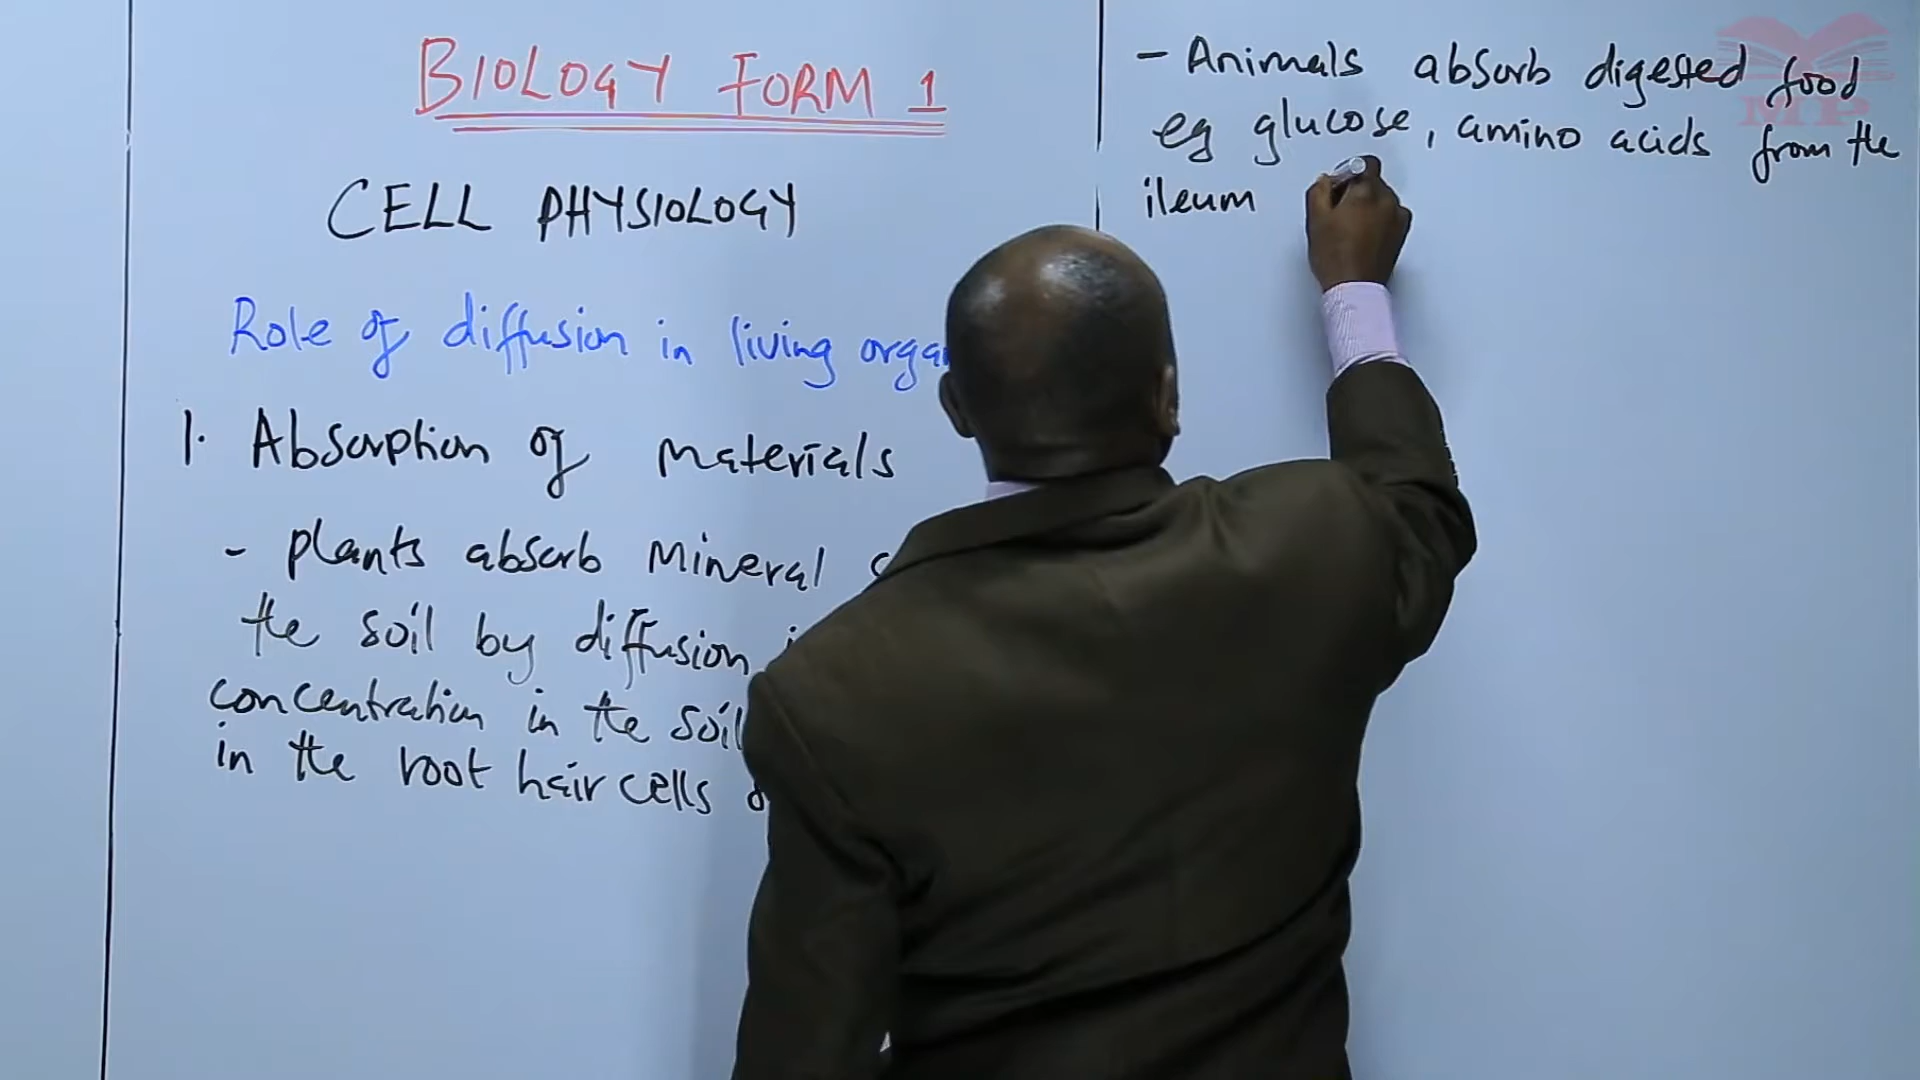 BIOLOGY FORM 1
CELL PHYSIOLOGY
Role of diffusion in living
1. Absorption of materials
- plants absorb mineral
the soil by diffusion
concentration in the soil
in the root hair cells
- Animals absorb digested food
eg glucose, amino acids from the
ileum
MP